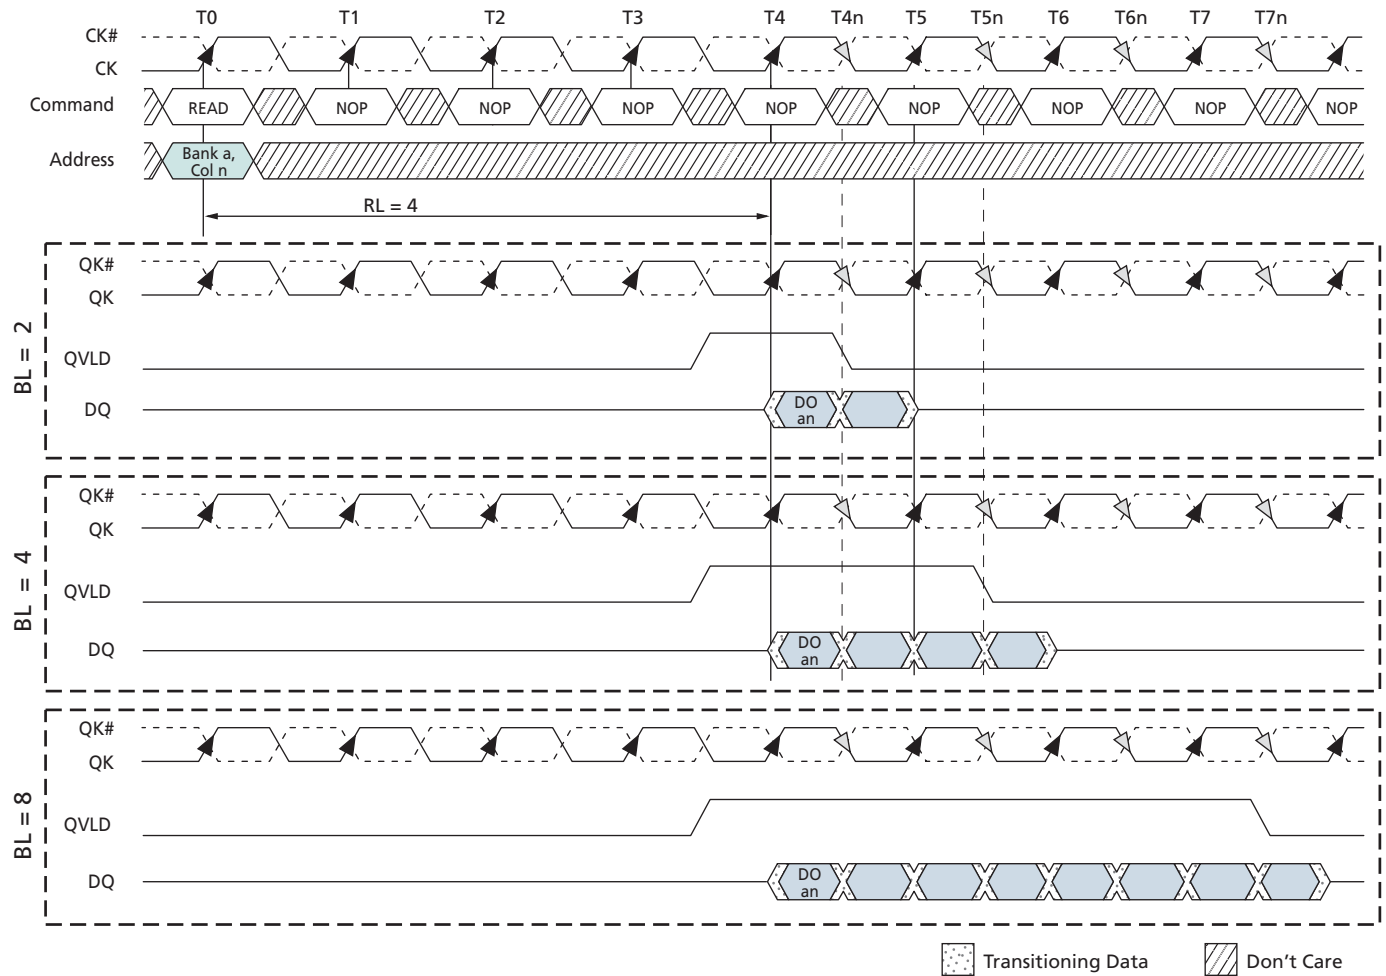 T0 T1 T2 T3 T4 T4n T5 T5n T6 T6n T7 T7n
CK#
CK
Command READ NOP NOP NOP NOP NOP NOP NOP NOP
Address Bank a,
Col n
RL = 4
BL = 2
QK#
QK
QVLD
DQ DO
an
BL = 4
QK#
QK
QVLD
DQ DO
an
BL = 8
QK#
QK
QVLD
DQ DO
an
Transitioning Data Don't Care